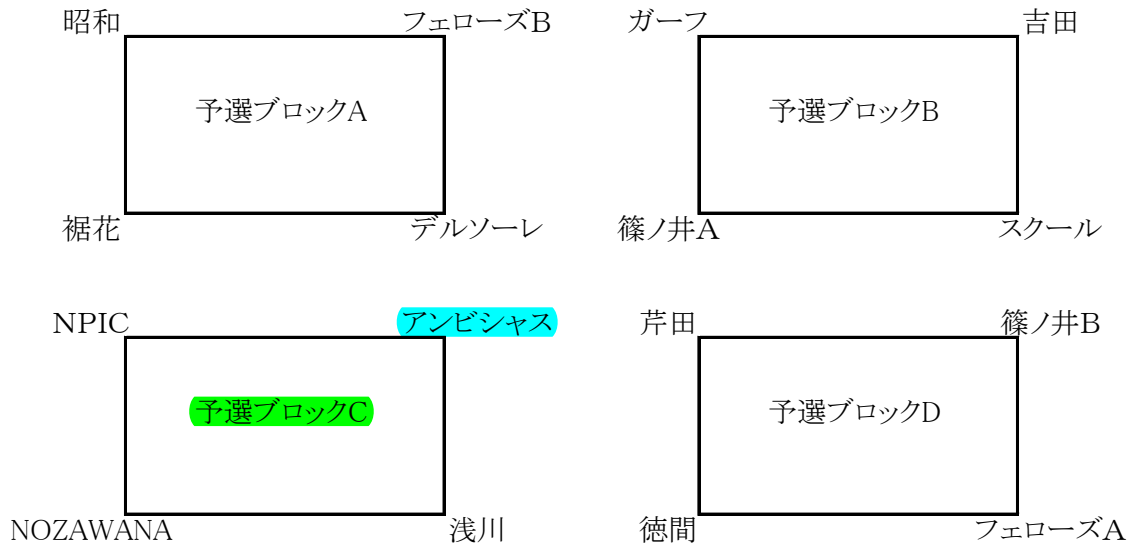 昭和 フェローズB ガーフ 吉田
予選ブロックA 予選ブロックB
裾花 デルソーレ 篠ノ井A スクール
NPIC アンビシャス 芹田 篠ノ井B
予選ブロックC 予選ブロックD
NOZAWANA 浅川 徳間 フェローズA